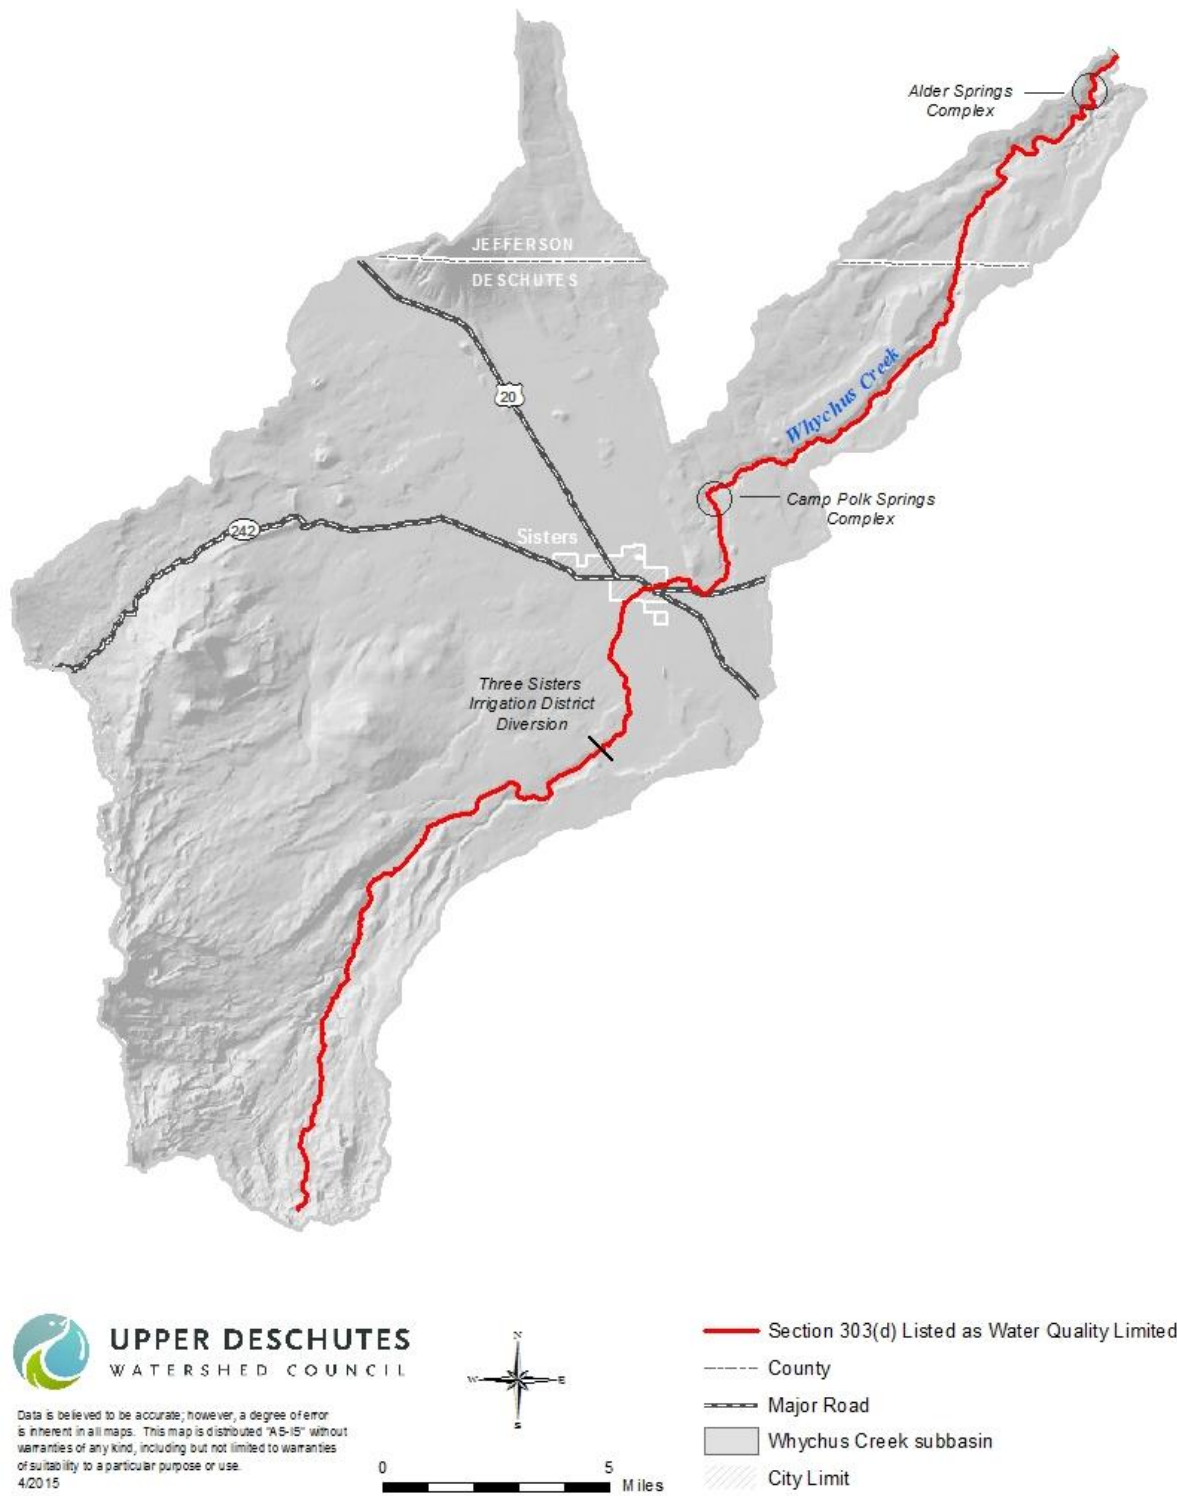 Alder Springs
Complex
JEFFERSON
DESCHUTES
20
Whychus Creek
Camp Polk Springs
Complex
242
Sisters
Three Sisters
Irrigation District
Diversion
UPPER DESCHUTES
WATERSHED COUNCIL
Data is believed to be accurate; however, a degree of error
is inherent in all maps. This map is distributed "AS-IS" without
warranties of any kind, including but not limited to warranties
of suitability to a particular purpose or use.
4/2015
N
W
E
S
0
5
Miles
Section 303(d) Listed as Water Quality Limited
County
Major Road
Whychus Creek subbasin
City Limit